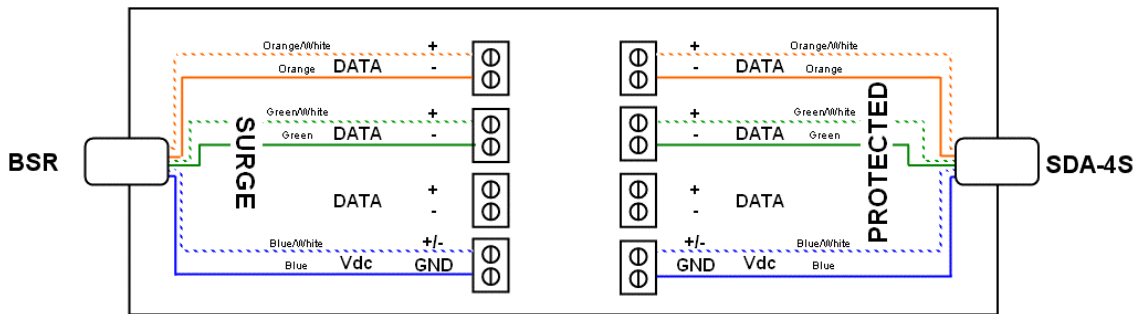 Orange/White + + Orange/White
Orange DATA - - DATA Orange
Green/White + + Green/White
Green DATA - - DATA Green
BSR SURGE PROTECTED SDA-4S
DATA + + DATA
- -
Blue/White +/- +/- Blue/White
Blue Vdc GND GND Vdc Blue